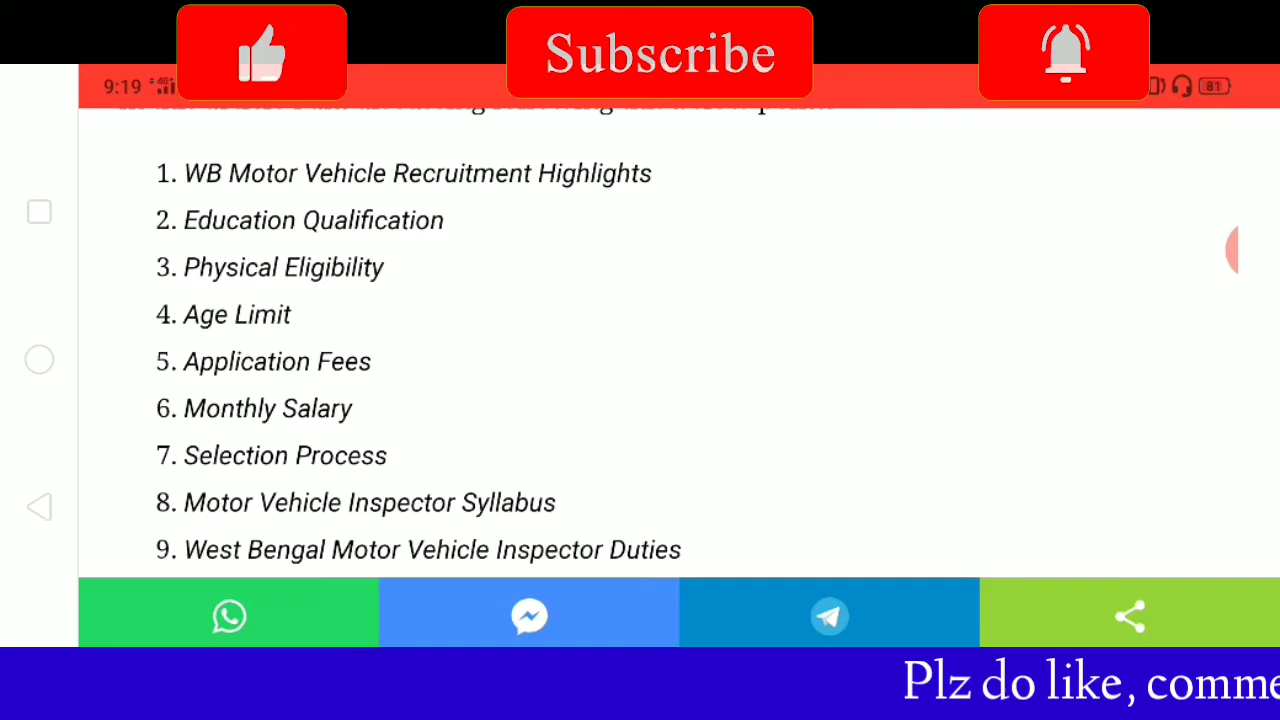 Subscribe
9:19 4G+ 81
1. WB Motor Vehicle Recruitment Highlights
2. Education Qualification
3. Physical Eligibility
4. Age Limit
5. Application Fees
6. Monthly Salary
7. Selection Process
8. Motor Vehicle Inspector Syllabus
9. West Bengal Motor Vehicle Inspector Duties
Plz do like, comme